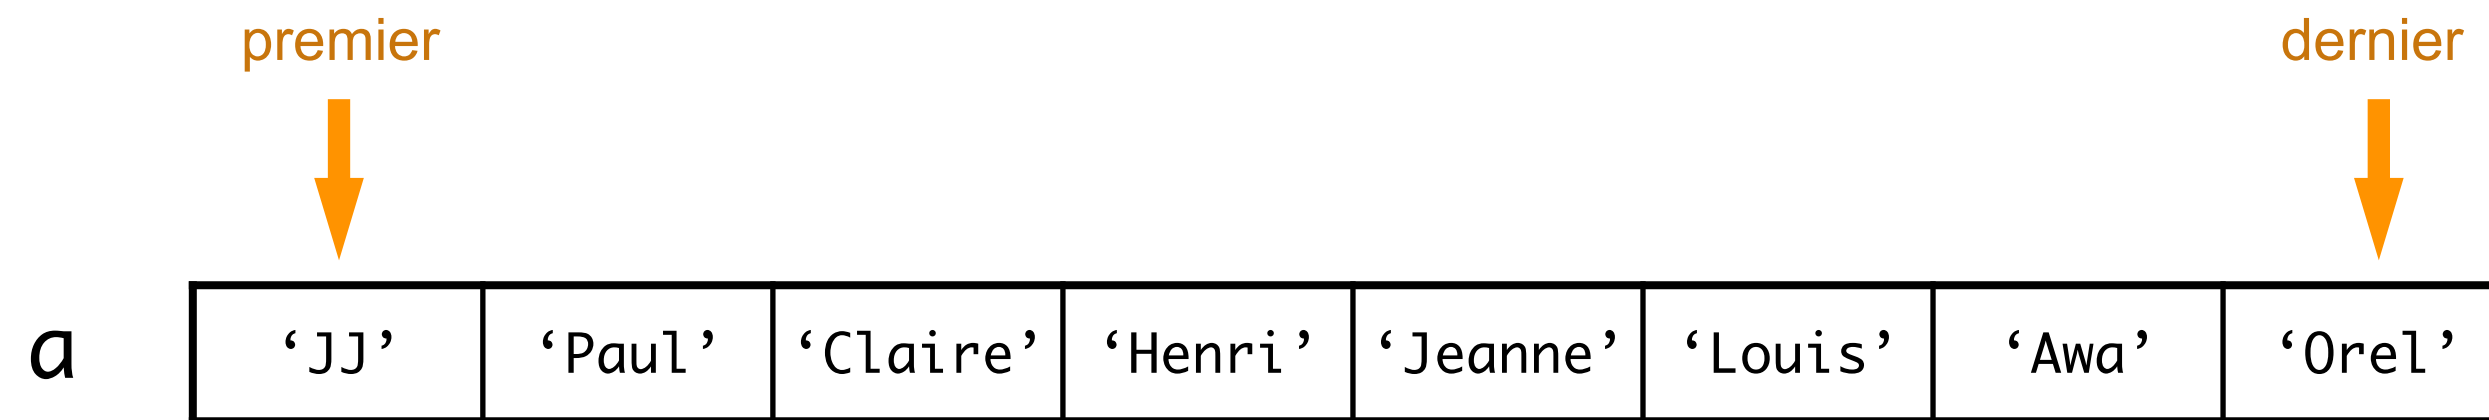 premier dernier
a ‘JJ’ ‘Paul’ ‘Claire’ ‘Henri’ ‘Jeanne’ ‘Louis’ ‘Awa’ ‘Orel’